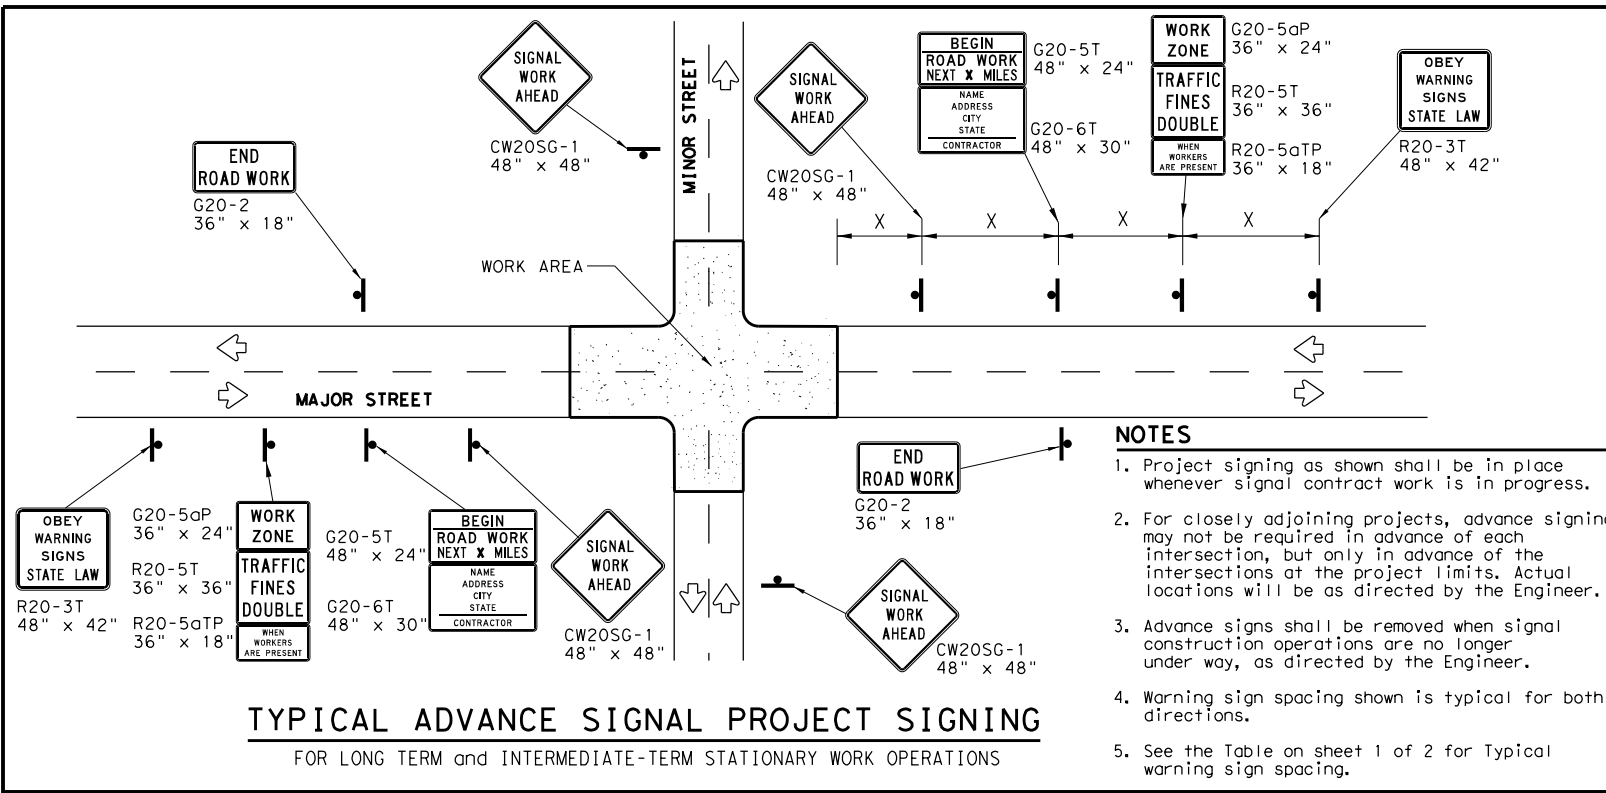 SIGNAL
WORK
AHEAD
CW20SG-1
48" x 48"
END
ROAD WORK
G20-2
36" x 18"
MINOR STREET
SIGNAL
WORK
AHEAD
CW20SG-1
48" x 48"
BEGIN
ROAD WORK
NEXT X MILES
NAME
ADDRESS
CITY
STATE
CONTRACTOR
G20-5T
48" x 24"
G20-6T
48" x 30"
WORK
ZONE
TRAFFIC
FINES
DOUBLE
WHEN
WORKERS
ARE PRESENT
G20-5aP
36" x 24"
R20-5T
36" x 36"
R20-5aTP
36" x 18"
OBEY
WARNING
SIGNS
STATE LAW
R20-3T
48" x 42"
X X X X
WORK AREA
MAJOR STREET
OBEY
WARNING
SIGNS
STATE LAW
R20-3T
48" x 42"
G20-5aP
36" x 24"
R20-5T
36" x 36"
R20-5aTP
36" x 18"
WORK
ZONE
TRAFFIC
FINES
DOUBLE
WHEN
WORKERS
ARE PRESENT
G20-5T
48" x 24"
G20-6T
48" x 30"
BEGIN
ROAD WORK
NEXT X MILES
NAME
ADDRESS
CITY
STATE
CONTRACTOR
SIGNAL
WORK
AHEAD
CW20SG-1
48" x 48"
END
ROAD WORK
G20-2
36" x 18"
SIGNAL
WORK
AHEAD
CW20SG-1
48" x 48"
TYPICAL ADVANCE SIGNAL PROJECT SIGNING
FOR LONG TERM and INTERMEDIATE-TERM STATIONARY WORK OPERATIONS
NOTES
1. Project signing as shown shall be in place
whenever signal contract work is in progress.
2. For closely adjoining projects, advance signing
may not be required in advance of each
intersection, but only in advance of the
intersections at the project limits. Actual
locations will be as directed by the Engineer.
3. Advance signs shall be removed when signal
construction operations are no longer
under way, as directed by the Engineer.
4. Warning sign spacing shown is typical for both
directions.
5. See the Table on sheet 1 of 2 for Typical
warning sign spacing.